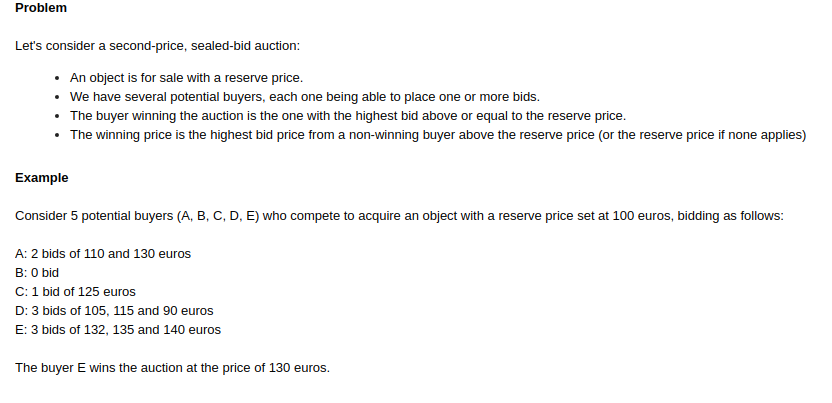 Problem
Let's consider a second-price, sealed-bid auction:
• An object is for sale with a reserve price.
• We have several potential buyers, each one being able to place one or more bids.
• The buyer winning the auction is the one with the highest bid above or equal to the reserve price.
• The winning price is the highest bid price from a non-winning buyer above the reserve price (or the reserve price if none applies)
Example
Consider 5 potential buyers (A, B, C, D, E) who compete to acquire an object with a reserve price set at 100 euros, bidding as follows:
A: 2 bids of 110 and 130 euros
B: 0 bid
C: 1 bid of 125 euros
D: 3 bids of 105, 115 and 90 euros
E: 3 bids of 132, 135 and 140 euros
The buyer E wins the auction at the price of 130 euros.